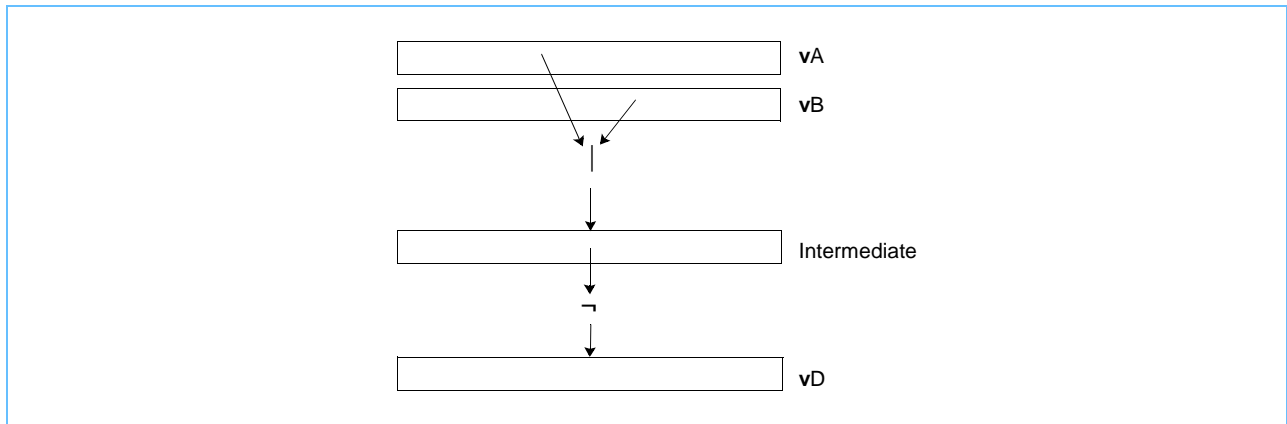 vA
vB
|
Intermediate
¬
vD